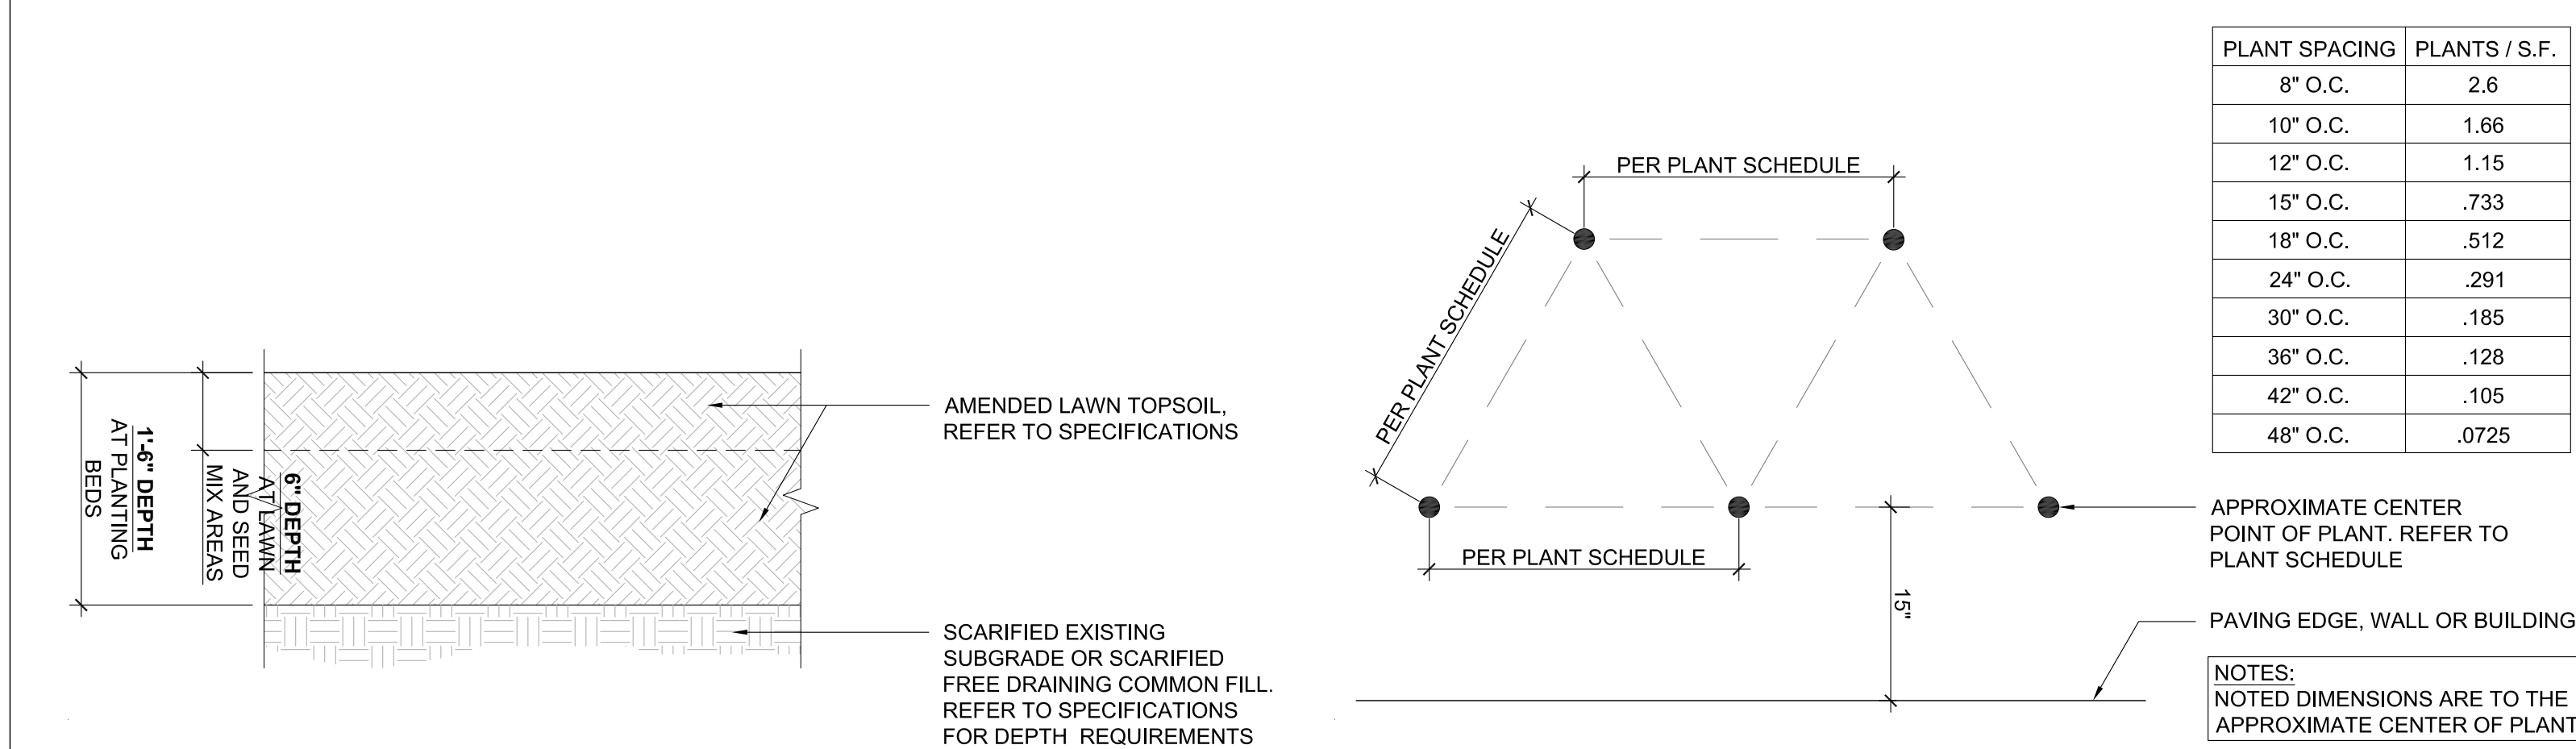 1'-6" DEPTH
AT PLANTING
BEDS
6" DEPTH
AT LAWN
AND SEED
MIX AREAS
AMENDED LAWN TOPSOIL,
REFER TO SPECIFICATIONS
SCARIFIED EXISTING
SUBGRADE OR SCARIFIED
FREE DRAINING COMMON FILL.
REFER TO SPECIFICATIONS
FOR DEPTH REQUIREMENTS
PER PLANT SCHEDULE
PER PLANT SCHEDULE
PER PLANT SCHEDULE
15"
PLANT SPACING PLANTS / S.F.
8" O.C. 2.6
10" O.C. 1.66
12" O.C. 1.15
15" O.C. .733
18" O.C. .512
24" O.C. .291
30" O.C. .185
36" O.C. .128
42" O.C. .105
48" O.C. .0725
APPROXIMATE CENTER
POINT OF PLANT. REFER TO
PLANT SCHEDULE
PAVING EDGE, WALL OR BUILDING
NOTES:
NOTED DIMENSIONS ARE TO THE
APPROXIMATE CENTER OF PLANT